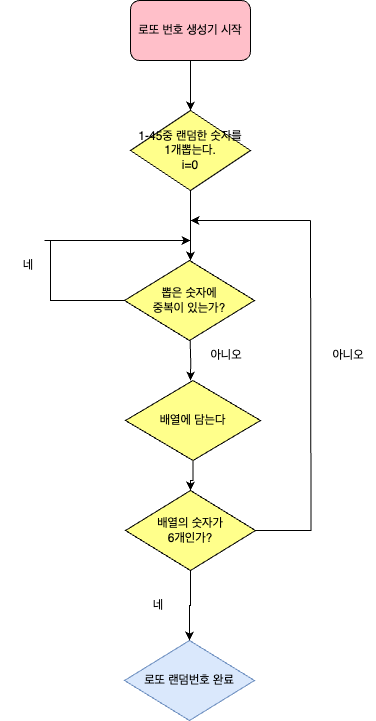 로또 번호 생성기 시작
1-45중 랜덤한 숫자를
1개뽑는다.
i=0
네
뽑은 숫자에
중복이 있는가?
아니오
아니오
배열에 담는다
배열의 숫자가
6개인가?
네
로또 랜덤번호 완료